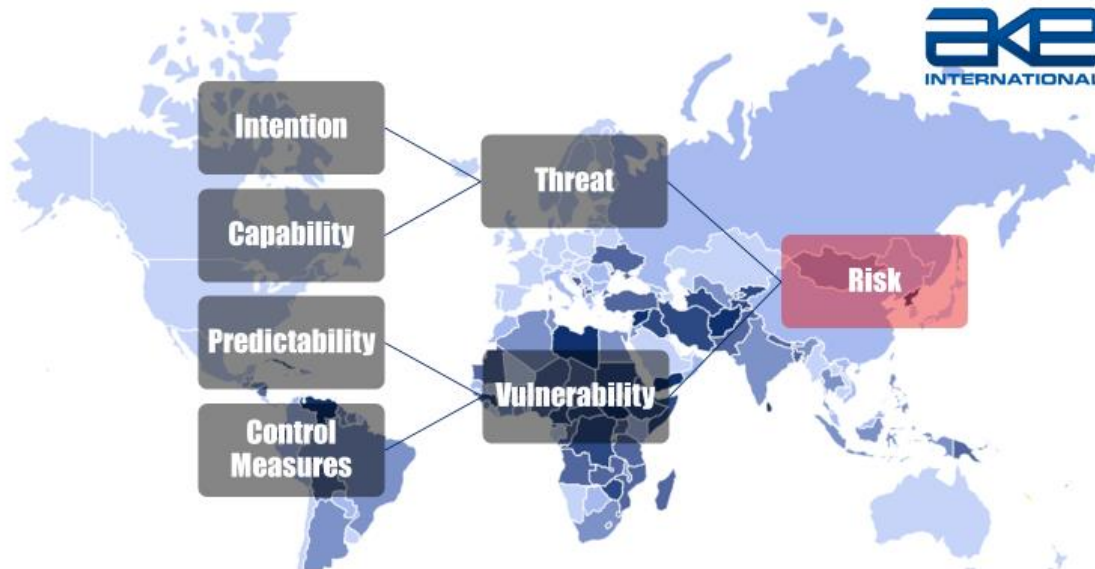 AKE
INTERNATIONAL
Intention
Threat
Capability
Risk
Predictability
Vulnerability
Control
Measures